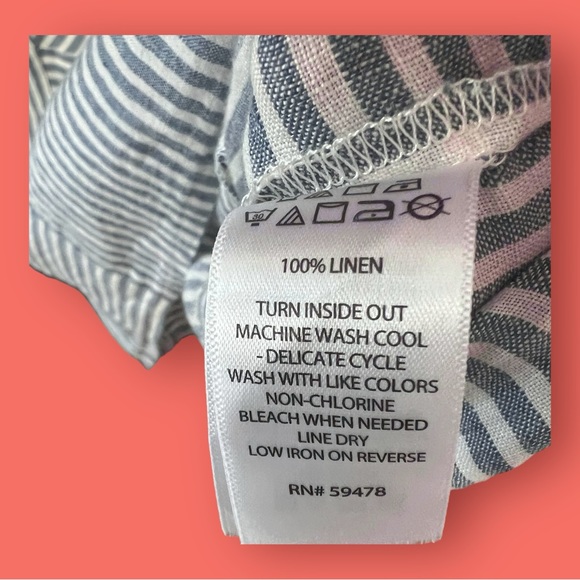 30
100% LINEN
TURN INSIDE OUT
MACHINE WASH COOL
- DELICATE CYCLE
WASH WITH LIKE COLORS
NON-CHLORINE
BLEACH WHEN NEEDED
LINE DRY
LOW IRON ON REVERSE
RN# 59478